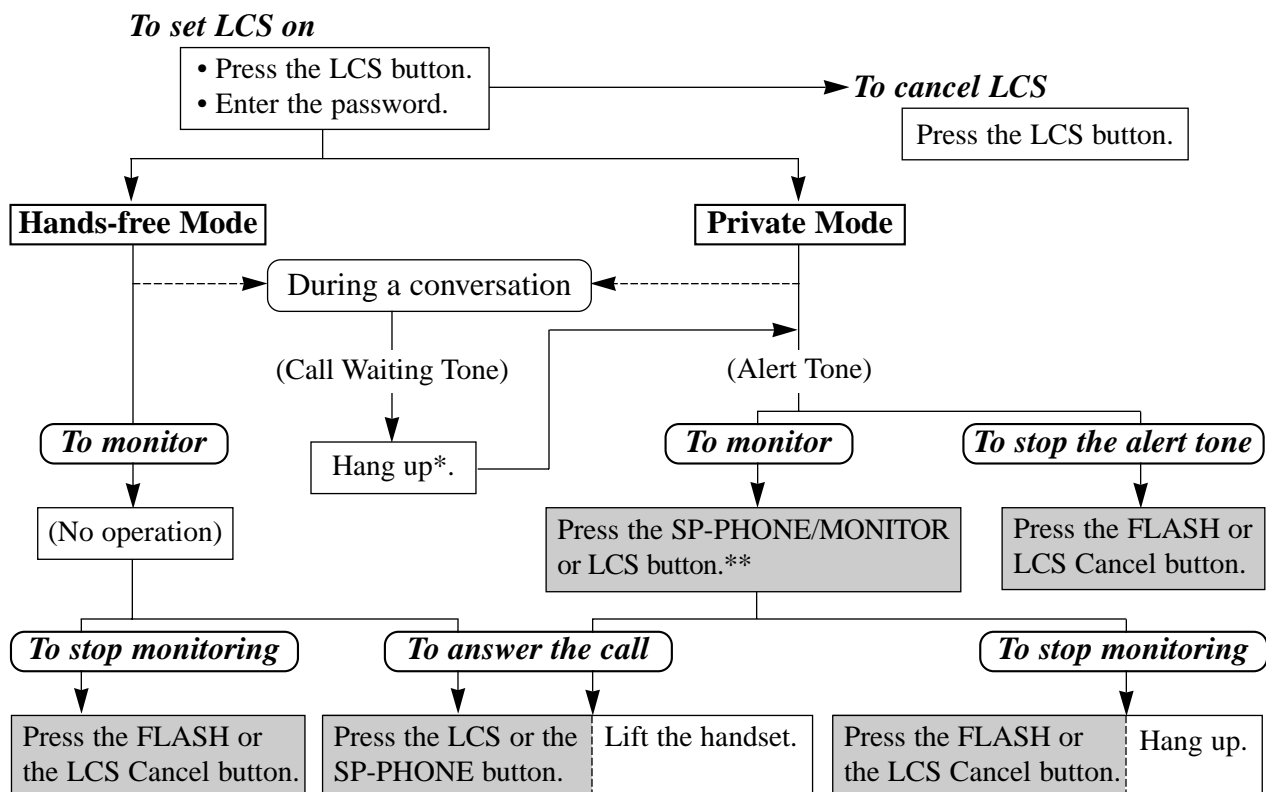 To set LCS on
• Press the LCS button.
• Enter the password.
To cancel LCS
Press the LCS button.
Hands-free Mode
Private Mode
During a conversation
(Call Waiting Tone)
(Alert Tone)
To monitor
Hang up*.
To monitor
To stop the alert tone
(No operation)
Press the SP-PHONE/MONITOR
or LCS button.**
Press the FLASH or
LCS Cancel button.
To stop monitoring
To answer the call
To stop monitoring
Press the FLASH or
the LCS Cancel button.
Press the LCS or the
SP-PHONE button.
Lift the handset.
Press the FLASH or
the LCS Cancel button.
Hang up.